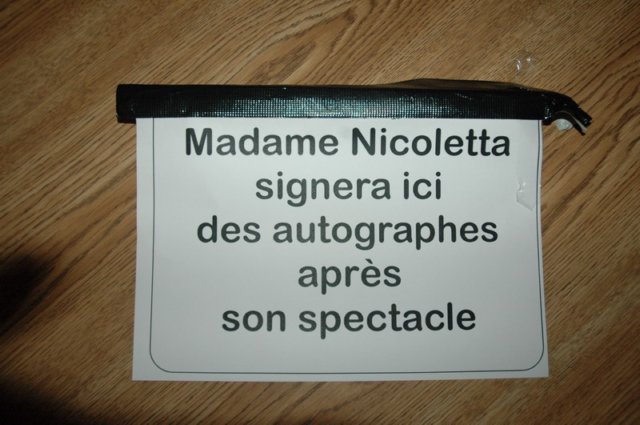 Madame Nicoletta
signera ici
des autographes
après
son spectacle